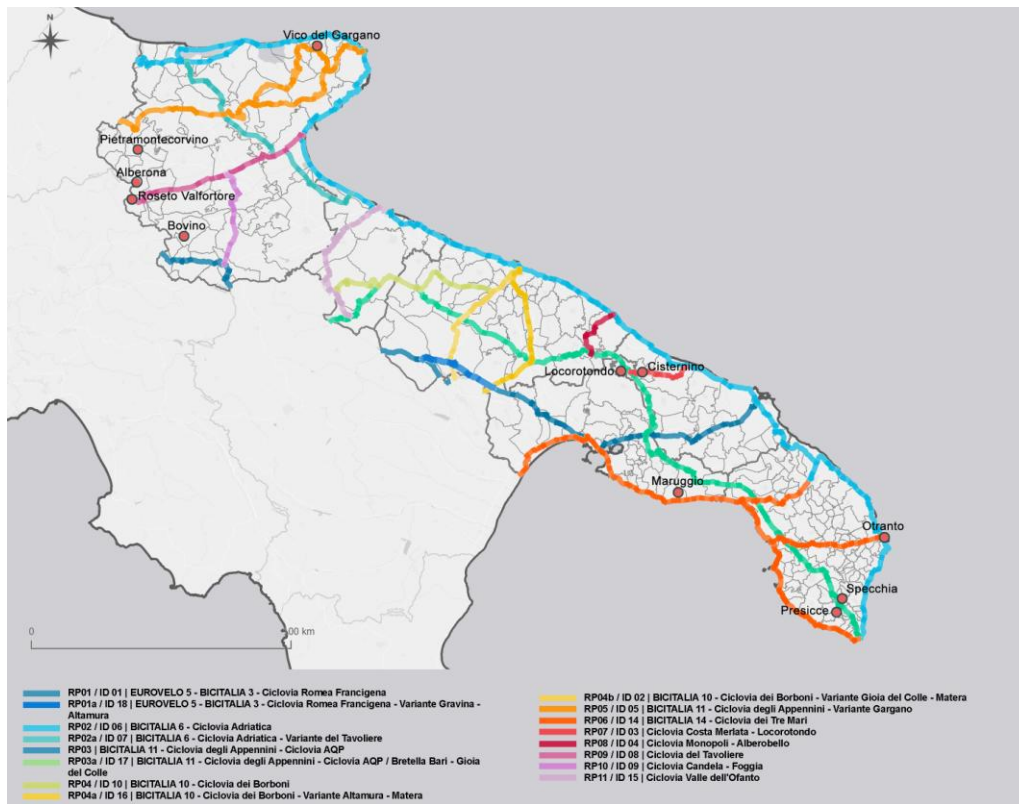 N
Vico del Gargano
Pietramontecorvino
Alberona
Roseto Valfortore
Bovino
Locorotondo
Cisternino
Maruggio
Otranto
Specchia
Presicce
0
00 km
RP01 / ID 01 | EUROVELO 5 - BICITALIA 3 - Ciclovia Romea Francigena
RP01a / ID 18 | EUROVELO 5 - BICITALIA 3 - Ciclovia Romea Francigena - Variante Gravina -
Altamura
RP02 / ID 06 | BICITALIA 6 - Ciclovia Adriatica
RP02a / ID 07 | BICITALIA 6 - Ciclovia Adriatica - Variante del Tavoliere
RP03 | BICITALIA 11 - Ciclovia degli Appennini - Ciclovia AQP
RP03a / ID 17 | BICITALIA 11 - Ciclovia degli Appennini - Ciclovia AQP / Bretella Bari - Gioia
del Colle
RP04 / ID 10 | BICITALIA 10 - Ciclovia dei Borboni
RP04a / ID 16 | BICITALIA 10 - Ciclovia dei Borboni - Variante Altamura - Matera
RP04b / ID 02 | BICITALIA 10 - Ciclovia dei Borboni - Variante Gioia del Colle - Matera
RP05 / ID 05 | BICITALIA 11 - Ciclovia degli Appennini - Variante Gargano
RP06 / ID 14 | BICITALIA 14 - Ciclovia dei Tre Mari
RP07 / ID 03 | Ciclovia Costa Merlata - Locorotondo
RP08 / ID 04 | Ciclovia Monopoli - Alberobello
RP09 / ID 08 | Ciclovia del Tavoliere
RP10 / ID 09 | Ciclovia Candela - Foggia
RP11 / ID 15 | Ciclovia Valle dell'Ofanto